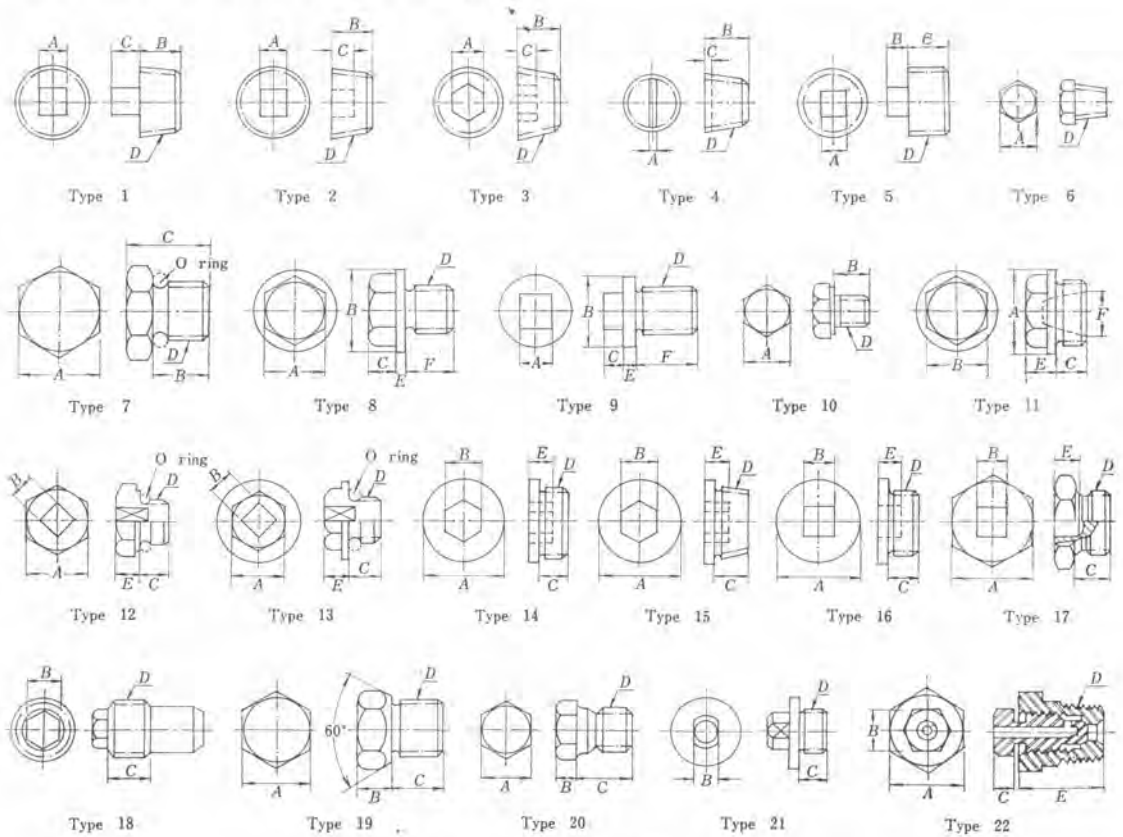 A C B A B C A C B A B C A B C A
D D D D D D
Type 1 Type 2 Type 3 Type 4 Type 5 Type 6
C O ring D D B
B B A F
D A C E F A C E F A D B E C
A B
Type 7 Type 8 Type 9 Type 10 Type 11
B O ring D B O ring D B E D B E D B E D B E D
A E C A E C A C A C A C A C
Type 12 Type 13 Type 14 Type 15 Type 16 Type 17
B D D D D D
60° B
C A B C A B C B C A C E
Type 18 Type 19 Type 20 Type 21 Type 22